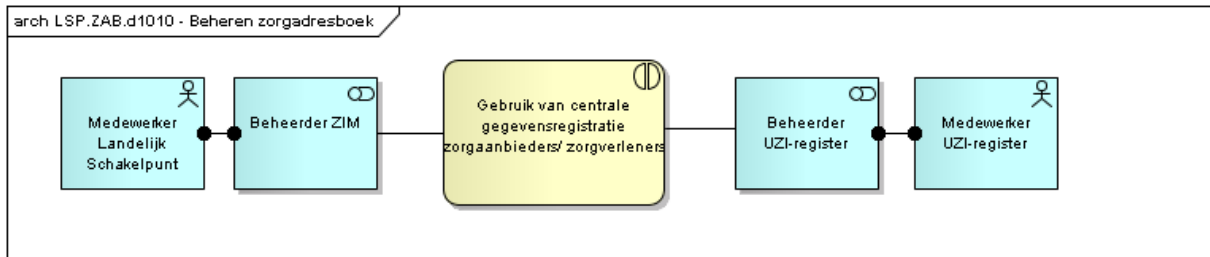 arch LSP.ZAB.d1010 - Beheren zorgadresboek
Medewerker
Landelijk
Schakelpunt
Beheerder ZIM
Gebruik van centrale
gegevensregistratie
zorgaanbieders/ zorgverleners
Beheerder
UZI-register
Medewerker
UZI-register